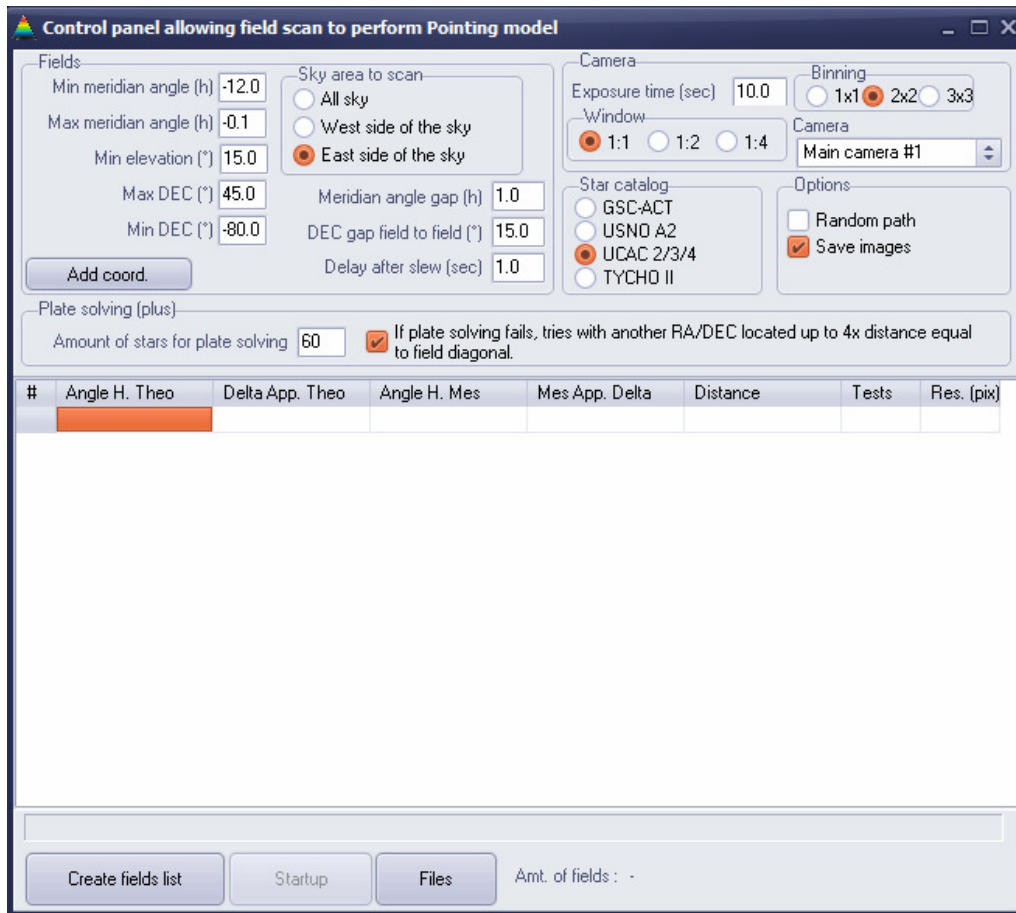 Control panel allowing field scan to perform Pointing model
Fields
Min meridian angle (h) -12.0
Max meridian angle (h) -0.1
Min elevation (°) 15.0
Max DEC (°) 45.0
Min DEC (°) -80.0
Add coord.
Sky area to scan
All sky
West side of the sky
East side of the sky
Meridian angle gap (h) 1.0
DEC gap field to field (°) 15.0
Delay after slew (sec) 1.0
Camera
Exposure time (sec) 10.0
Binning
1x1 2x2 3x3
Window
1:1 1:2 1:4
Camera
Main camera #1
Star catalog
GSC-ACT
USNO A2
UCAC 2/3/4
TYCHO II
Options
Random path
Save images
Plate solving (plus)
Amount of stars for plate solving 60
If plate solving fails, tries with another RA/DEC located up to 4x distance equal
to field diagonal.
# Angle H. Theo Delta App. Theo Angle H. Mes Mes App. Delta Distance Tests Res. (pix)
Create fields list Startup Files Amt. of fields : -